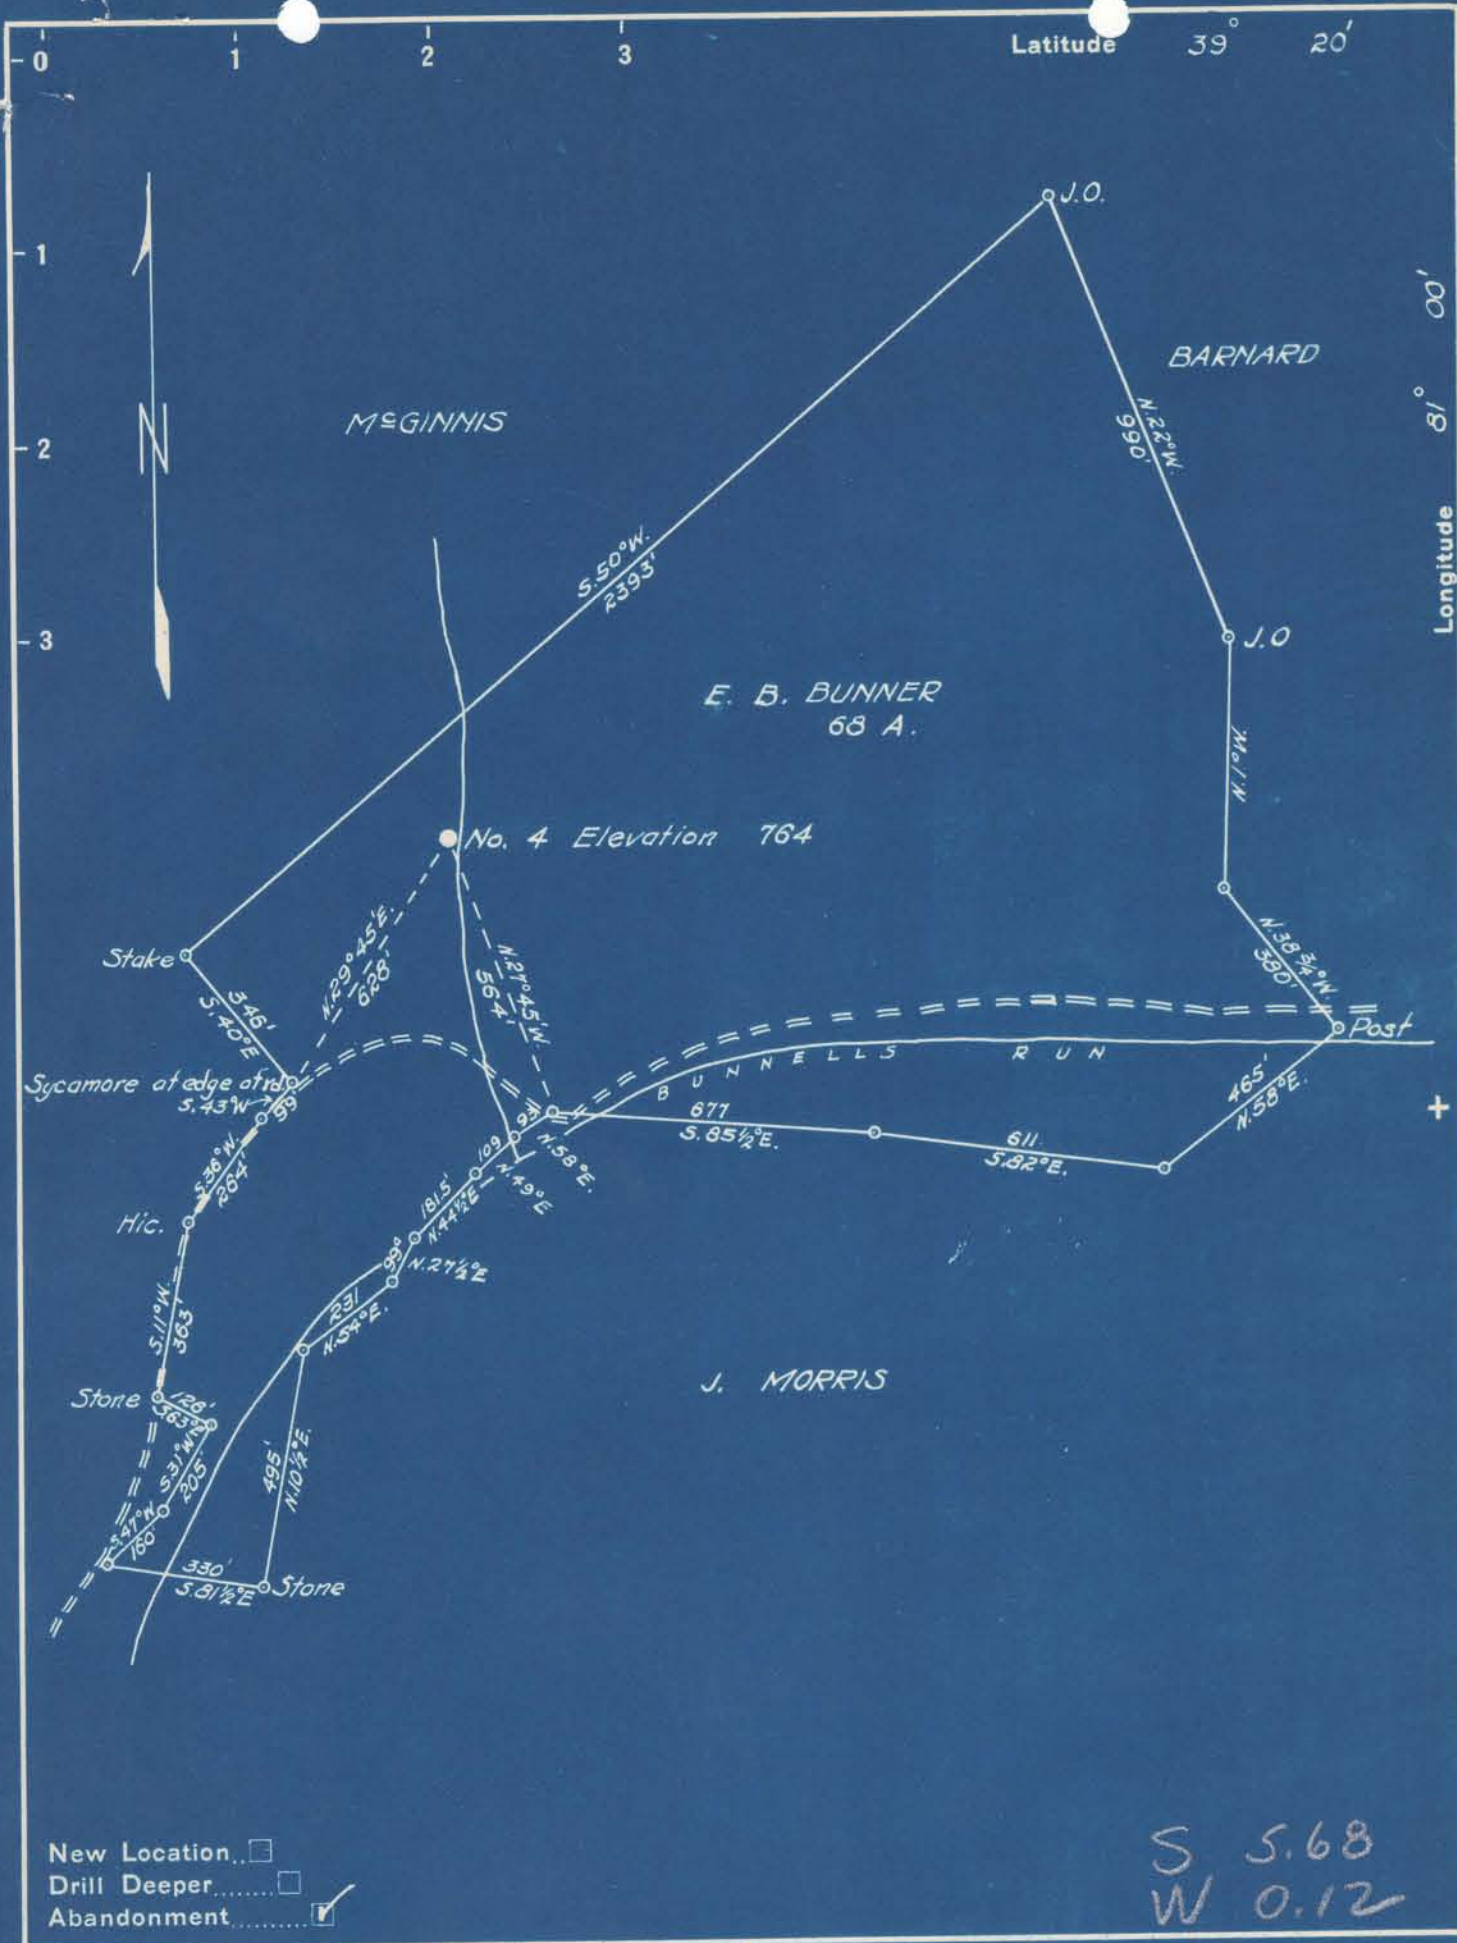 0 1 2 3 Latitude 39° 20'
1
2
3
Longitude 81° 00'
N
J.O.
BARNARD
McGINNIS
N.22°W.
990'
S.50°W.
2393'
J.O
E. B. BUNNER
68 A.
N.1°W.
No. 4 Elevation 764
N.38 3/4°W.
380'
Stake
N.29°45'E.
628'
N.27°45'W
564'
346'
S.40°E
Post
BUNNELLS RUN
Sycamore at edge of rd.
S.43°W
99
465'
N.58°E.
+
677
S.85½°E.
611
S.82°E.
N.58°E.
109
N.49°E
S.36°W.
264'
Hic.
181.5'
N.44½°E
99'
N.27½°E
231
N.54°E.
S.11°W.
363'
Stone
126'
J. MORRIS
S.31°W
205'
495'
N.10½°E.
S.47°W
160'
330'
S.81½°E
Stone
New Location..
Drill Deeper........
Abandonment..........
S 5.68
W 0.12